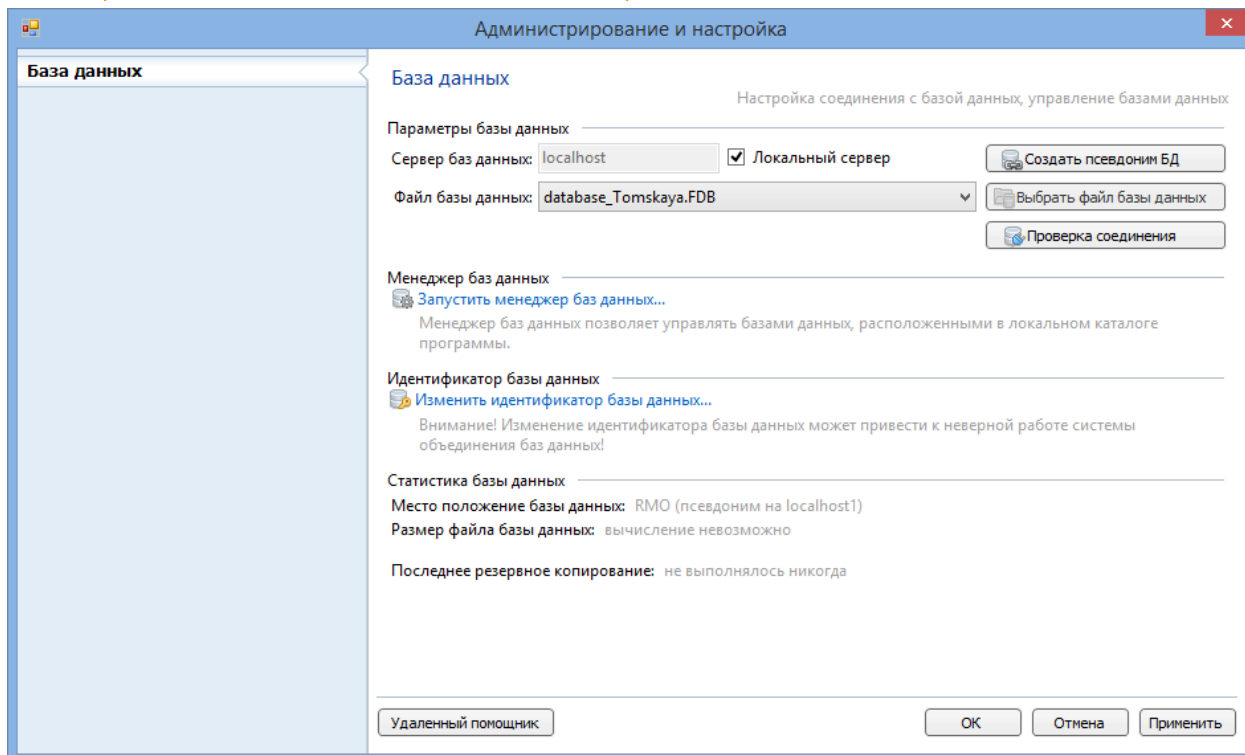 Администрирование и настройка
База данных
База данных
Настройка соединения с базой данных, управление базами данных
Параметры базы данных
Сервер баз данных: localhost Локальный сервер Создать псевдоним БД
Файл базы данных: database_Tomskaya.FDB Выбрать файл базы данных
Проверка соединения
Менеджер баз данных
Запустить менеджер баз данных...
Менеджер баз данных позволяет управлять базами данных, расположенными в локальном каталоге
программы.
Идентификатор базы данных
Изменить идентификатор базы данных...
Внимание! Изменение идентификатора базы данных может привести к неверной работе системы
объединения баз данных!
Статистика базы данных
Место положение базы данных: RMO (псевдоним на localhost1)
Размер файла базы данных: вычисление невозможно
Последнее резервное копирование: не выполнялось никогда
Удаленный помощник OK Отмена Применить